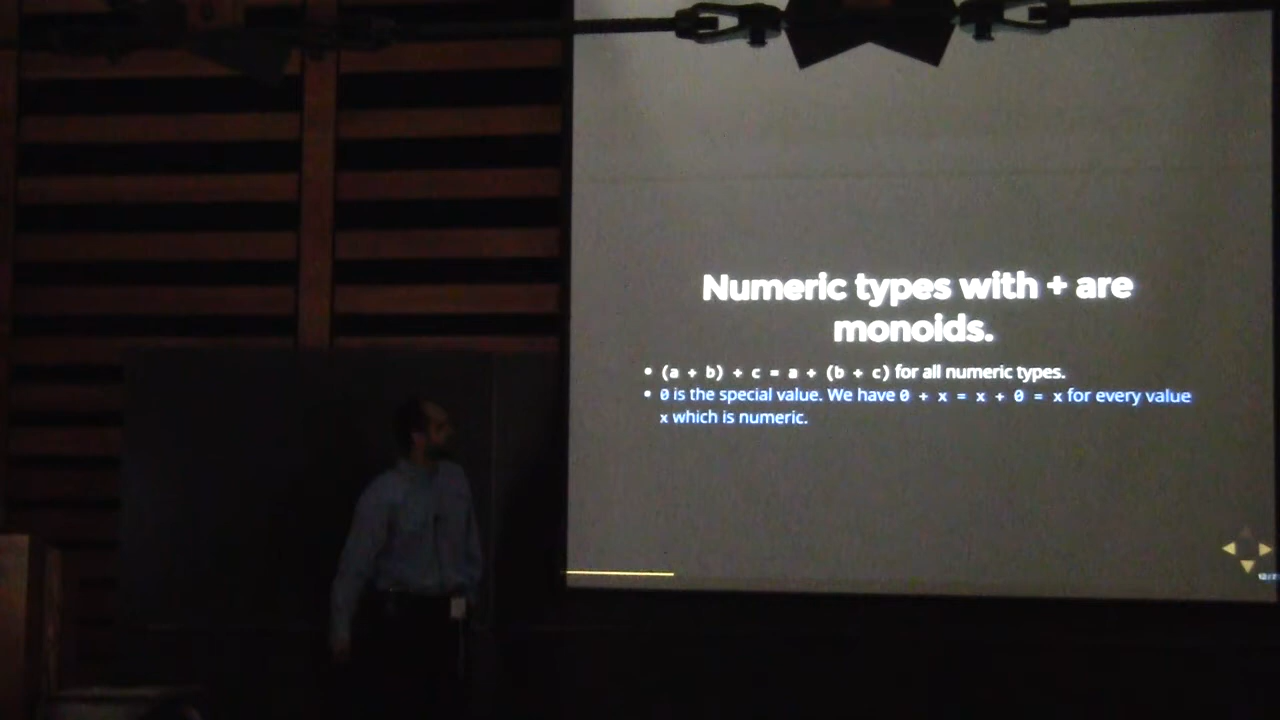 Numeric types with + are
monoids.
• (a + b) + c = a + (b + c) for all numeric types.
• 0 is the special value. We have 0 + x = x + 0 = x for every value
x which is numeric.